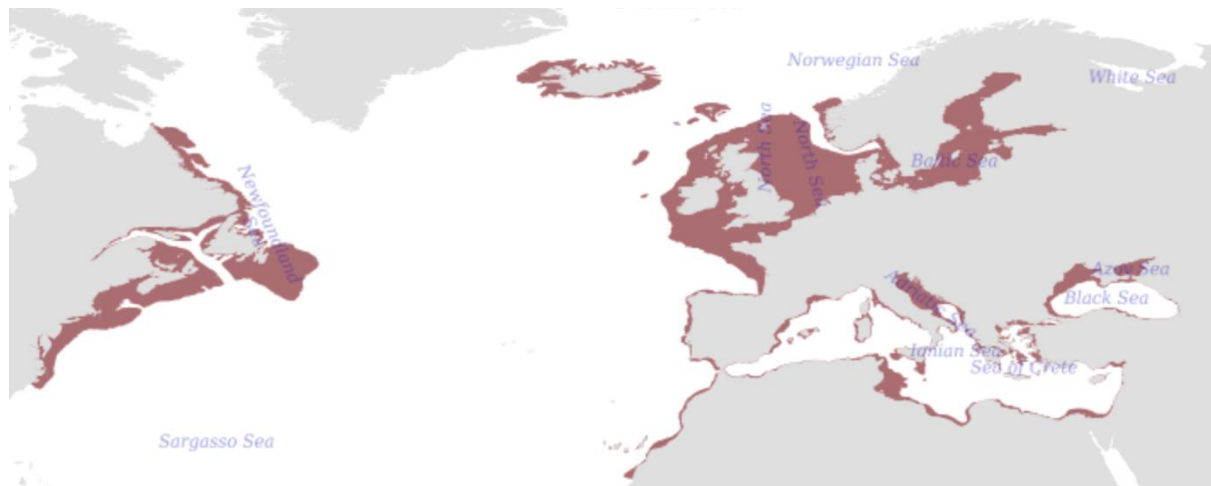 Norwegian Sea
White Sea
North Sea
North Sea
Baltic Sea
Newfoundland
Sea
Azov Sea
Black Sea
Adriatic Sea
Ionian Sea
Sea of Crete
Sargasso Sea